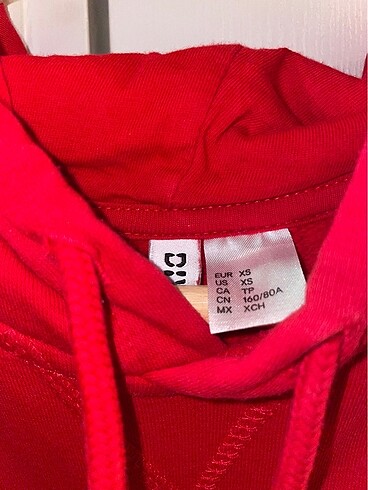 EUR XS
US XS
CA TP
CN 160/80A
MX XCH